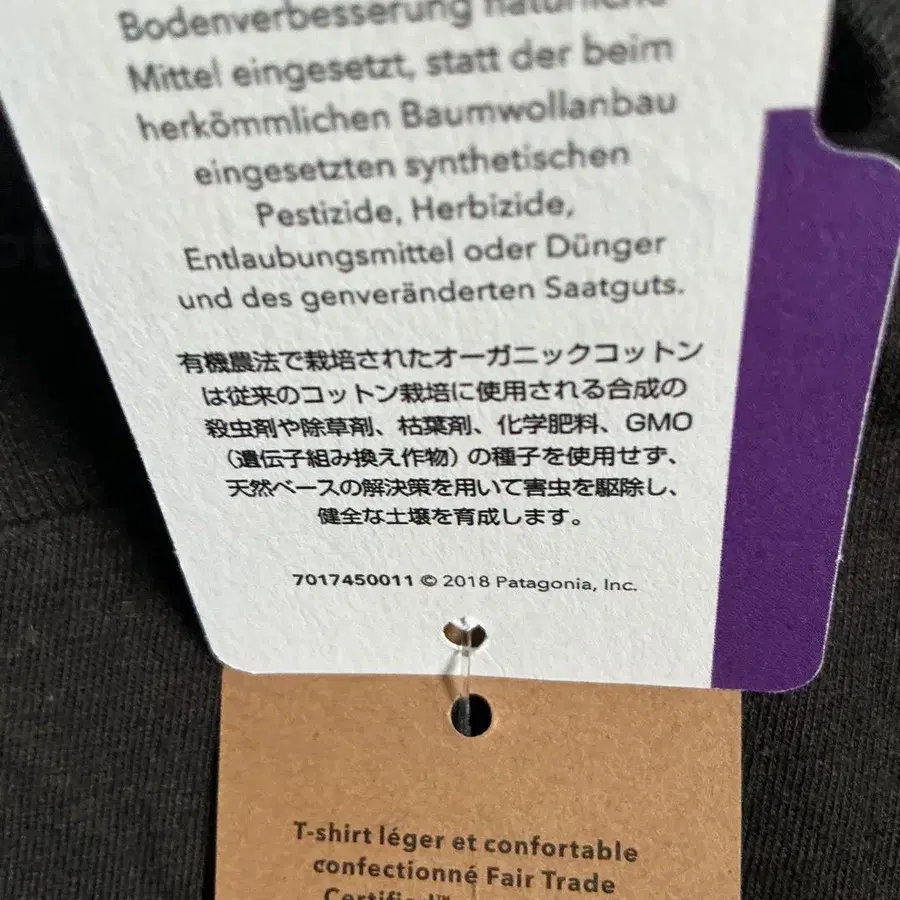 Bodenverbesserung natürliche
Mittel eingesetzt, statt der beim
herkömmlichen Baumwollanbau
eingesetzten synthetischen
Pestizide, Herbizide,
Entlaubungsmittel oder Dünger
und des genveränderten Saatguts.
有機農法で栽培されたオーガニックコットン
は従来のコットン栽培に使用される合成の
殺虫剤や除草剤、枯葉剤、化学肥料、GMO
（遺伝子組み換え作物）の種子を使用せず、
天然ベースの解決策を用いて害虫を駆除し、
健全な土壌を育成します。
7017450011 © 2018 Patagonia, Inc.
T-shirt léger et confortable
confectionné Fair Trade
Certified™